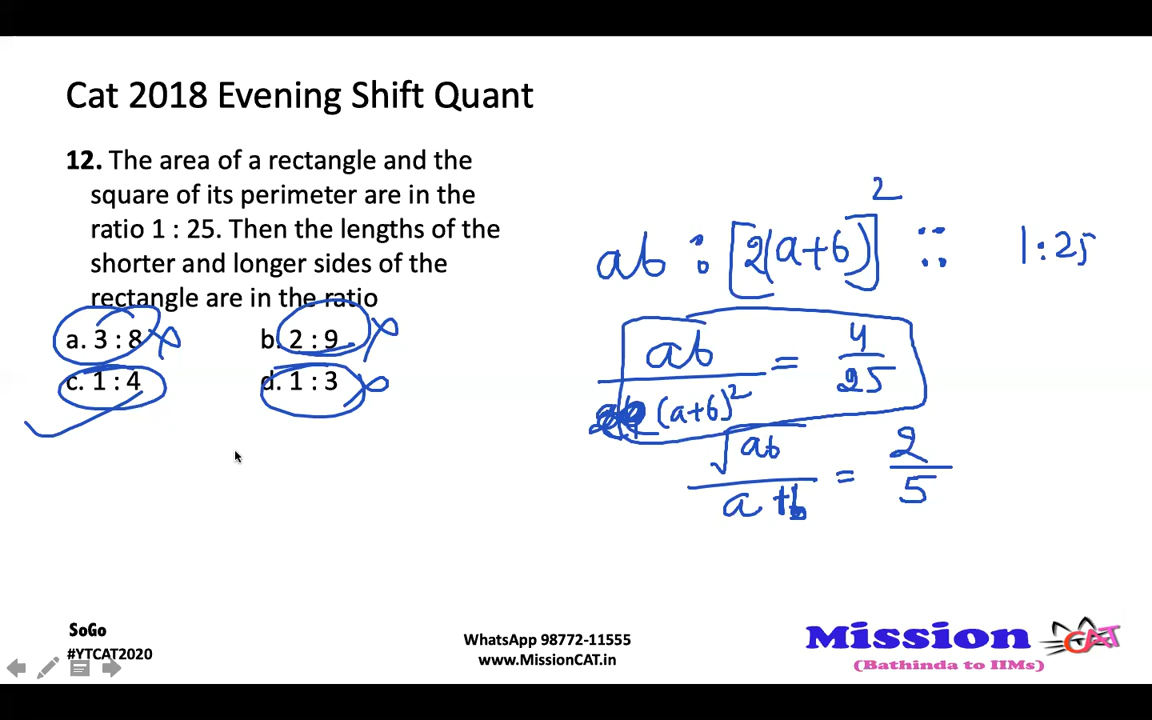 Cat 2018 Evening Shift Quant
12. The area of a rectangle and the
square of its perimeter are in the
ratio 1 : 25. Then the lengths of the
shorter and longer sides of the
rectangle are in the ratio
a. 3 : 8 b. 2 : 9
c. 1 : 4 d. 1 : 3
ab : [2(a+b)]² :: 1:25
ab / (a+b)² = 4/25
√ab / a+b = 2/5
SoGo
#YTCAT2020
WhatsApp 98772-11555
www.MissionCAT.in
Mission CAT
(Bathinda to IIMs)